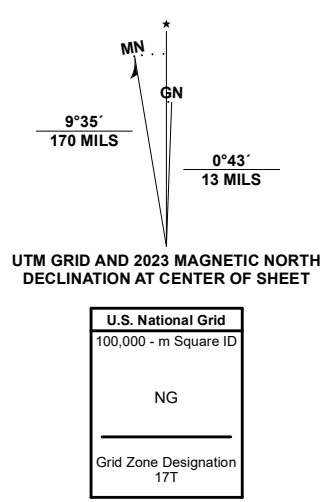 ★
MN
GN
9°35´
170 MILS
0°43´
13 MILS
UTM GRID AND 2023 MAGNETIC NORTH
DECLINATION AT CENTER OF SHEET
U.S. National Grid
100,000 - m Square ID
NG
Grid Zone Designation
17T